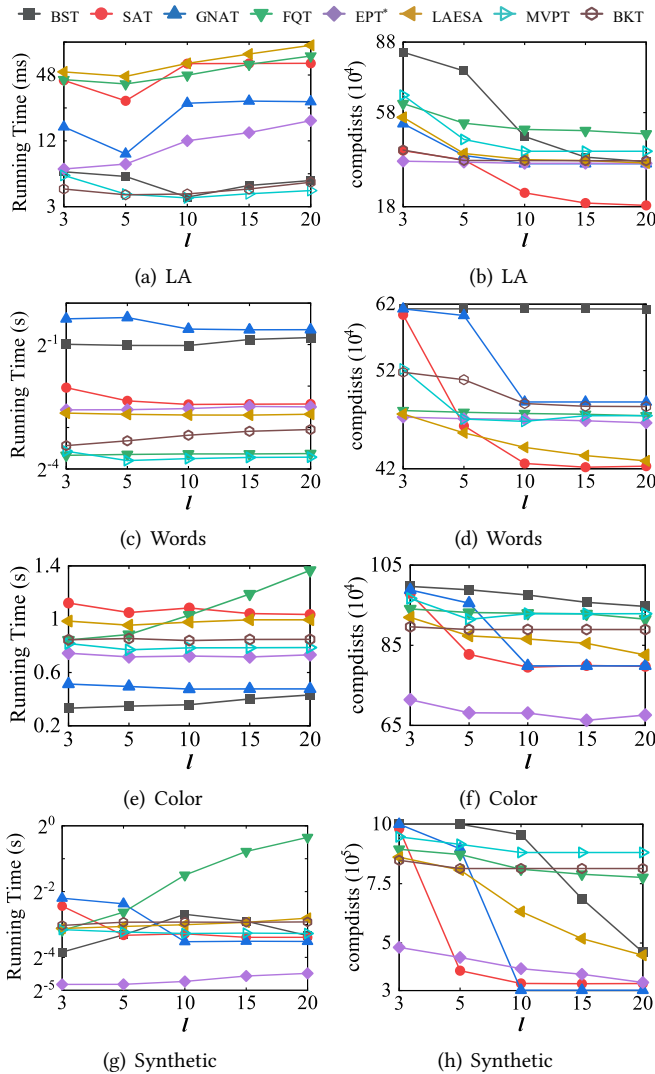 BST SAT GNAT FQT EPT* LAESA MVPT BKT
Running Time (ms)
48
12
3
3 5 10 15 20
l
(a) LA
compdists (10⁴)
88
58
18
3 5 10 15 20
l
(b) LA
Running Time (s)
2⁻¹
2⁻⁴
3 5 10 15 20
l
(c) Words
compdists (10⁴)
62
52
42
3 5 10 15 20
l
(d) Words
Running Time (s)
1.4
1
0.6
0.2
3 5 10 15 20
l
(e) Color
compdists (10⁴)
105
85
65
3 5 10 15 20
l
(f) Color
Running Time (s)
2⁰
2⁻²
2⁻⁴
2⁻⁵
3 5 10 15 20
l
(g) Synthetic
compdists (10⁵)
10
7.5
5
3
3 5 10 15 20
l
(h) Synthetic